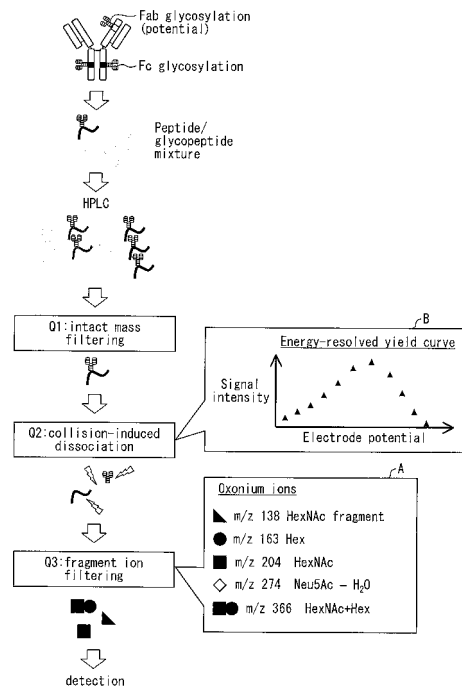 Fab glycosylation
(potential)
Fc glycosylation
Peptide/
glycopeptide
mixture
HPLC
Q1:intact mass
filtering
B
Energy-resolved yield curve
Signal
intensity
Electrode potential
Q2:collision-induced
dissociation
A
Oxonium ions
m/z 138 HexNAc fragment
m/z 163 Hex
m/z 204 HexNAc
m/z 274 Neu5Ac - H₂O
m/z 366 HexNAc+Hex
Q3:fragment ion
filtering
detection